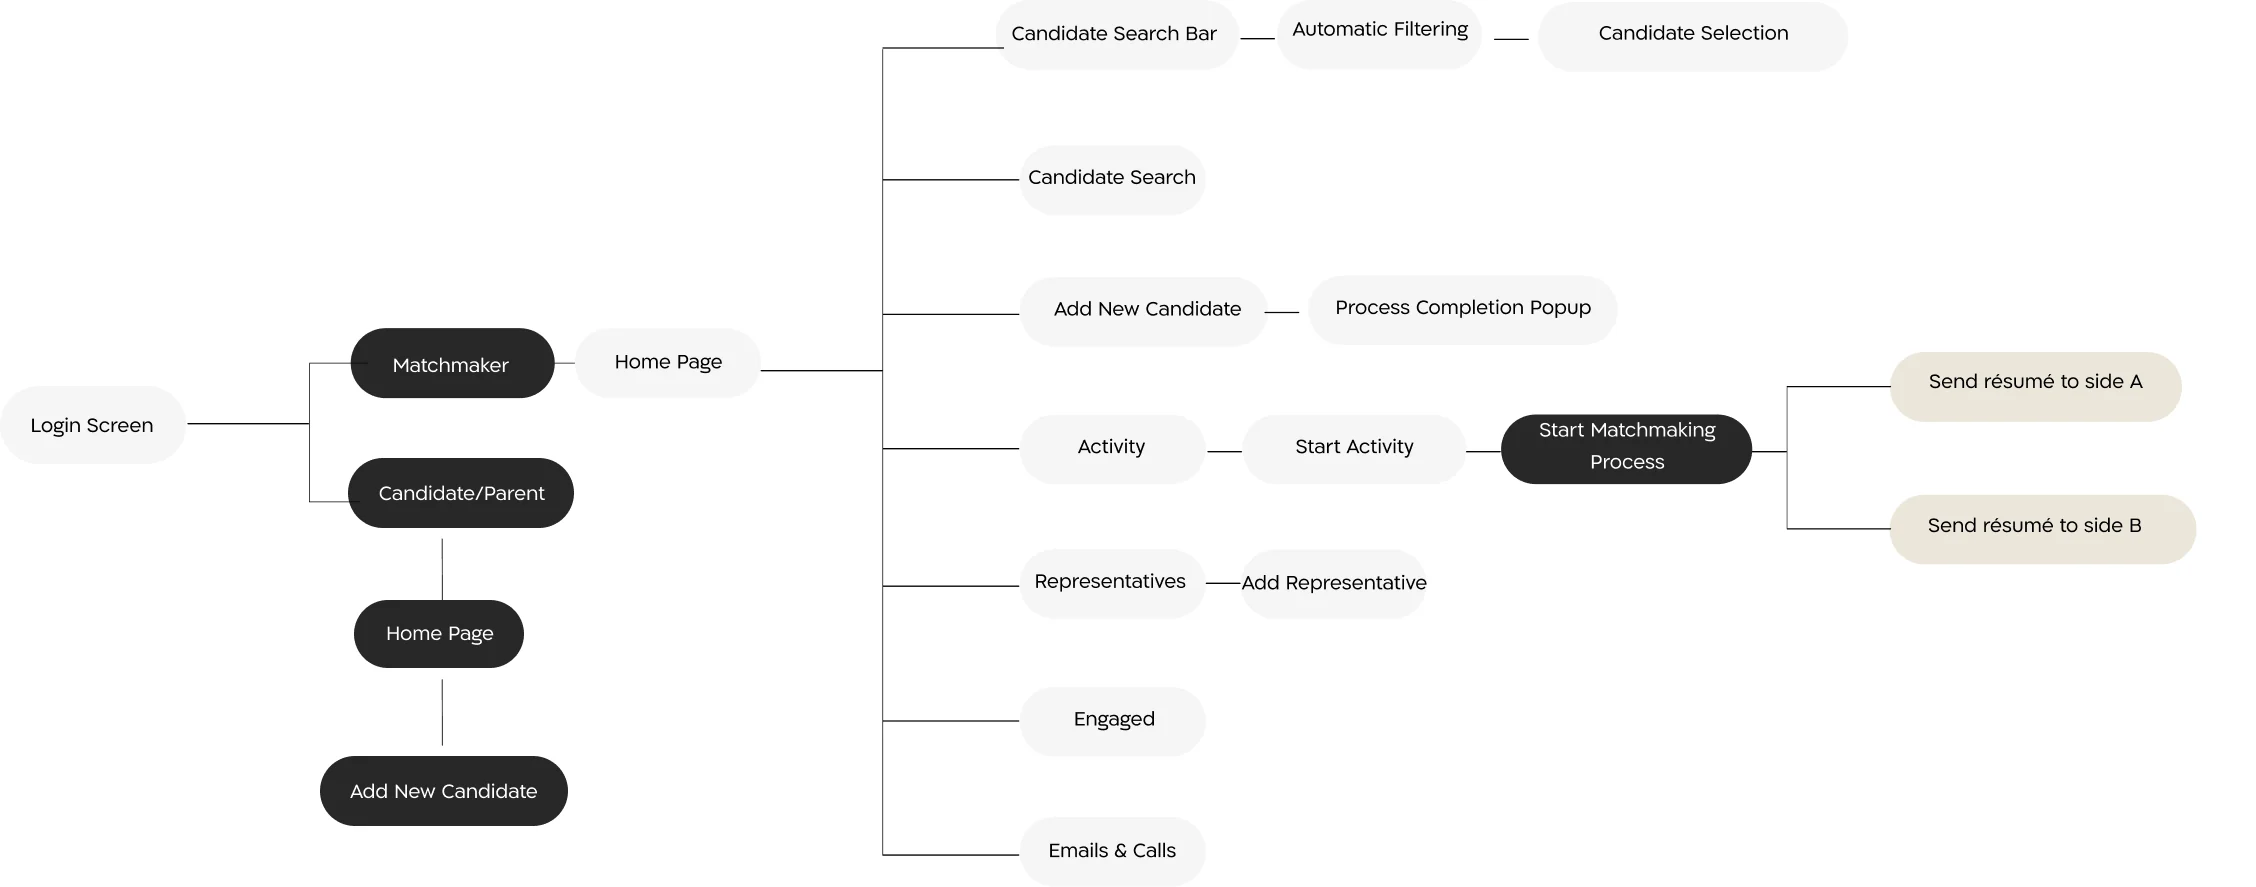 Candidate Search Bar
Automatic Filtering
Candidate Selection
Candidate Search
Add New Candidate
Process Completion Popup
Matchmaker
Home Page
Login Screen
Candidate/Parent
Home Page
Add New Candidate
Activity
Start Activity
Start Matchmaking
Process
Send résumé to side A
Send résumé to side B
Representatives
Add Representative
Engaged
Emails & Calls